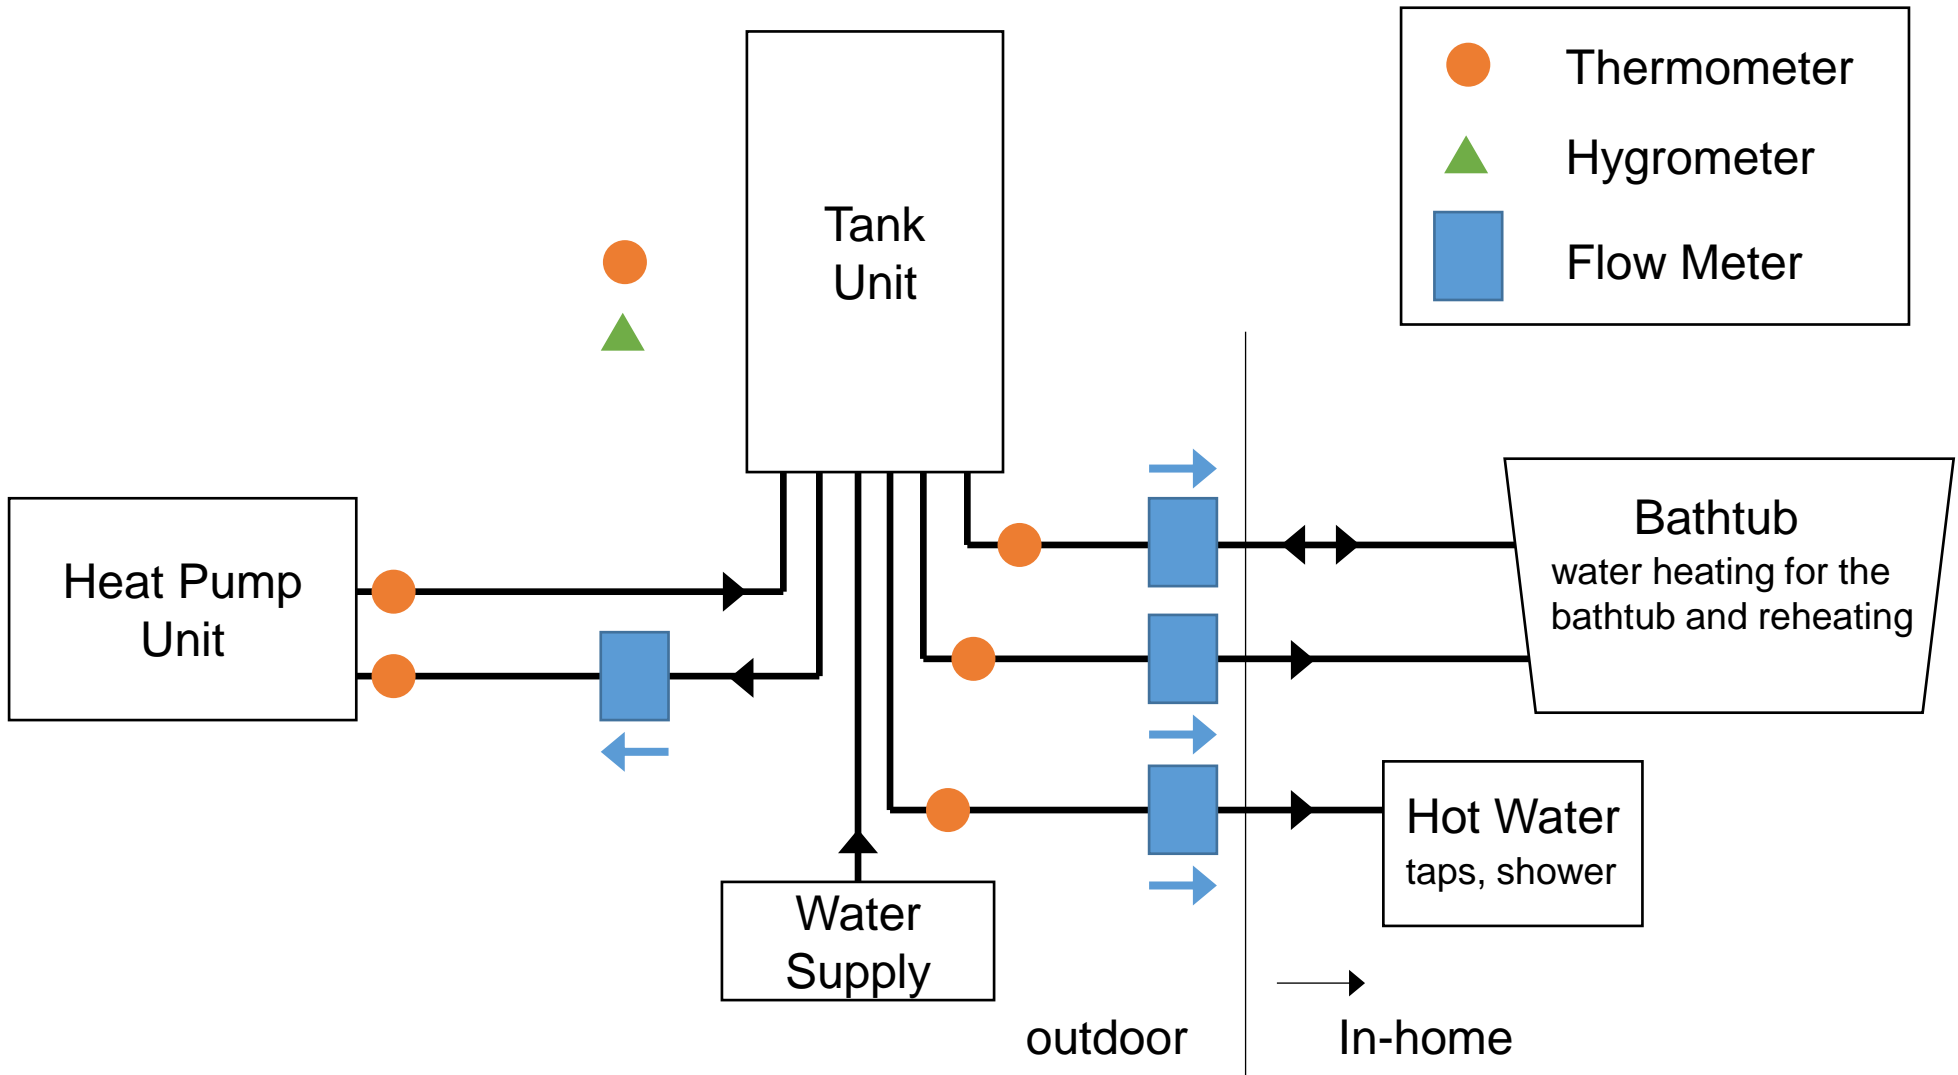 Thermometer
Hygrometer
Flow Meter
Tank
Unit
Heat Pump
Unit
Bathtub
water heating for the
bathtub and reheating
Hot Water
taps, shower
Water
Supply
outdoor
In-home